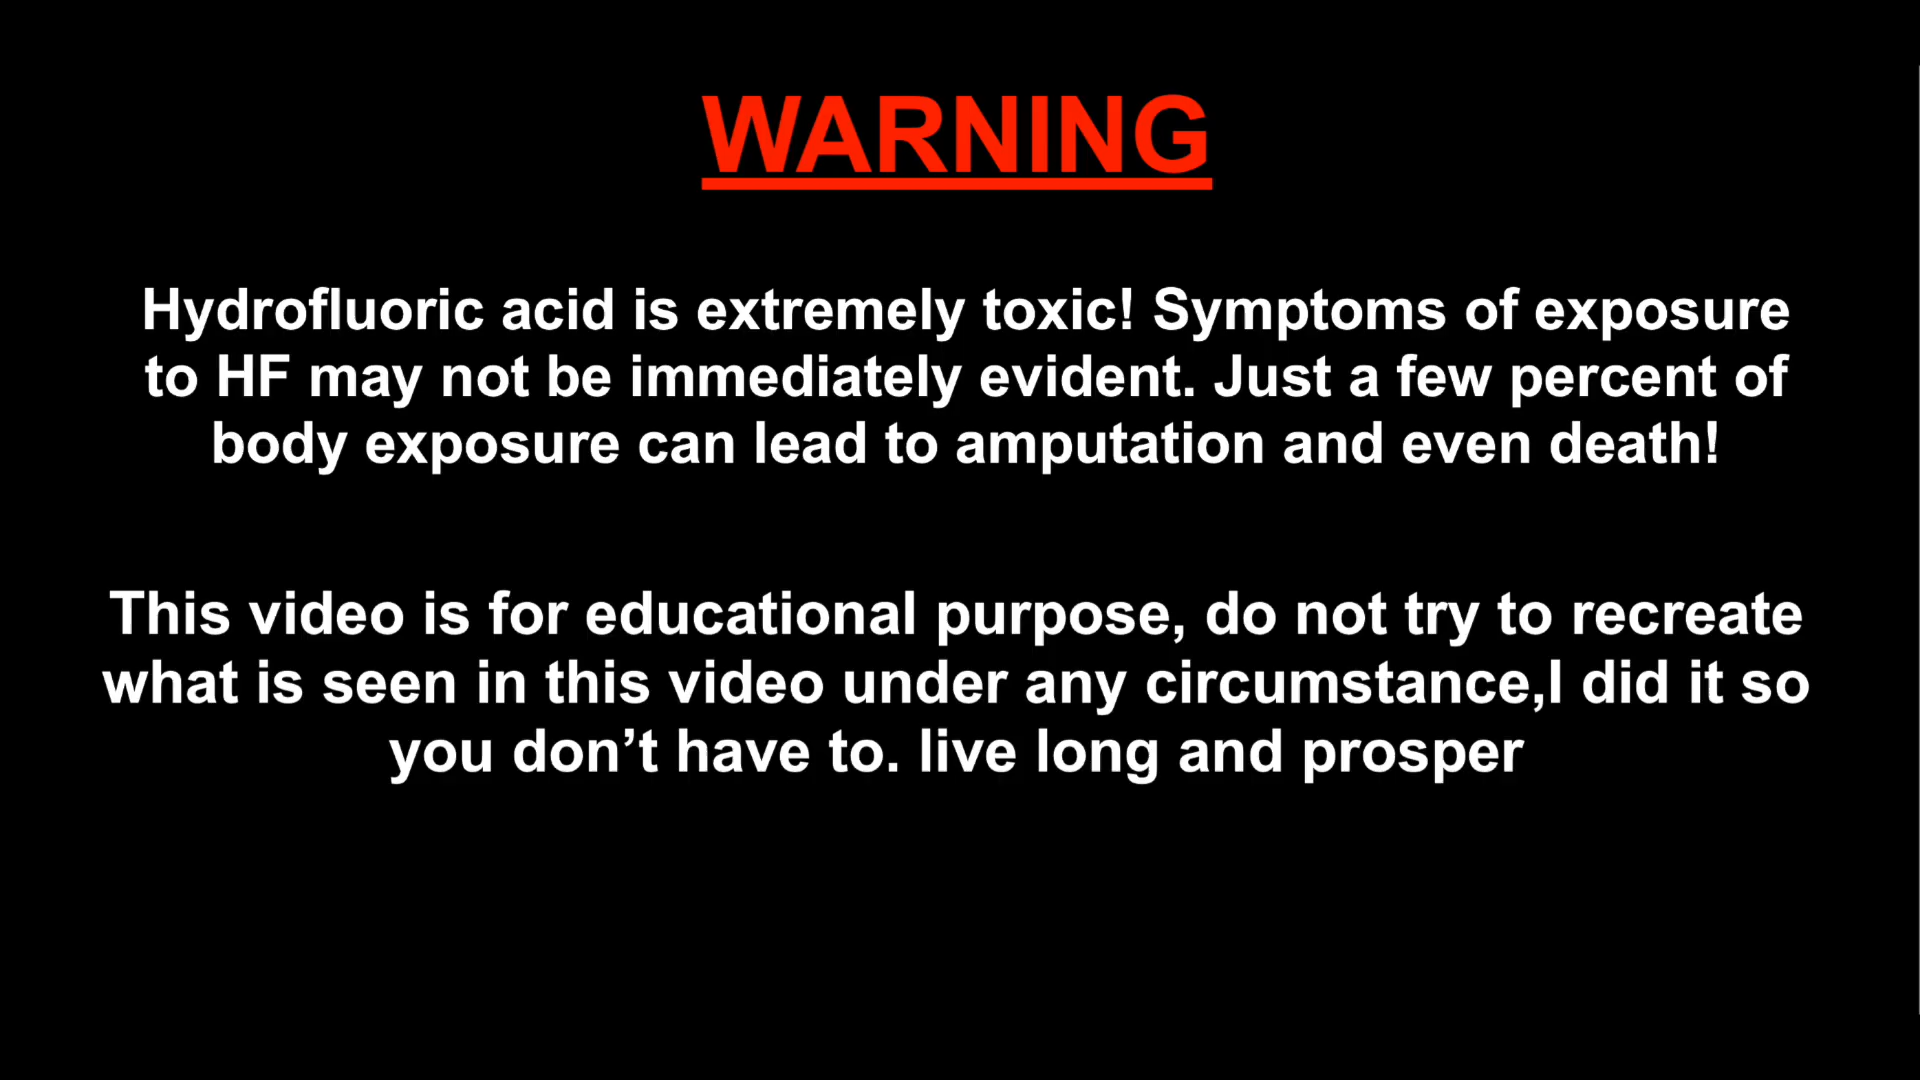 WARNING
Hydrofluoric acid is extremely toxic! Symptoms of exposure
to HF may not be immediately evident. Just a few percent of
body exposure can lead to amputation and even death!
This video is for educational purpose, do not try to recreate
what is seen in this video under any circumstance,I did it so
you don’t have to. live long and prosper